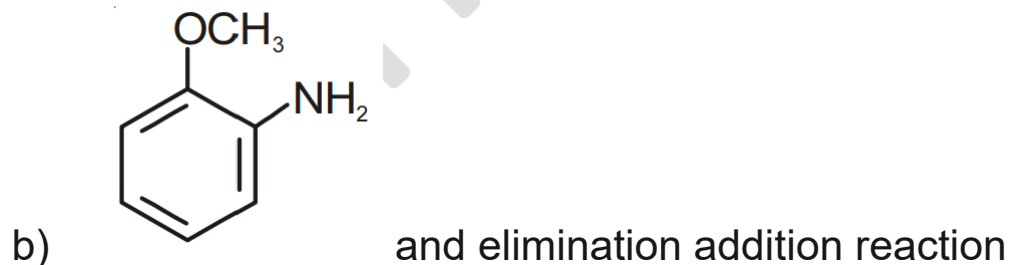 OCH₃
NH₂
b) and elimination addition reaction